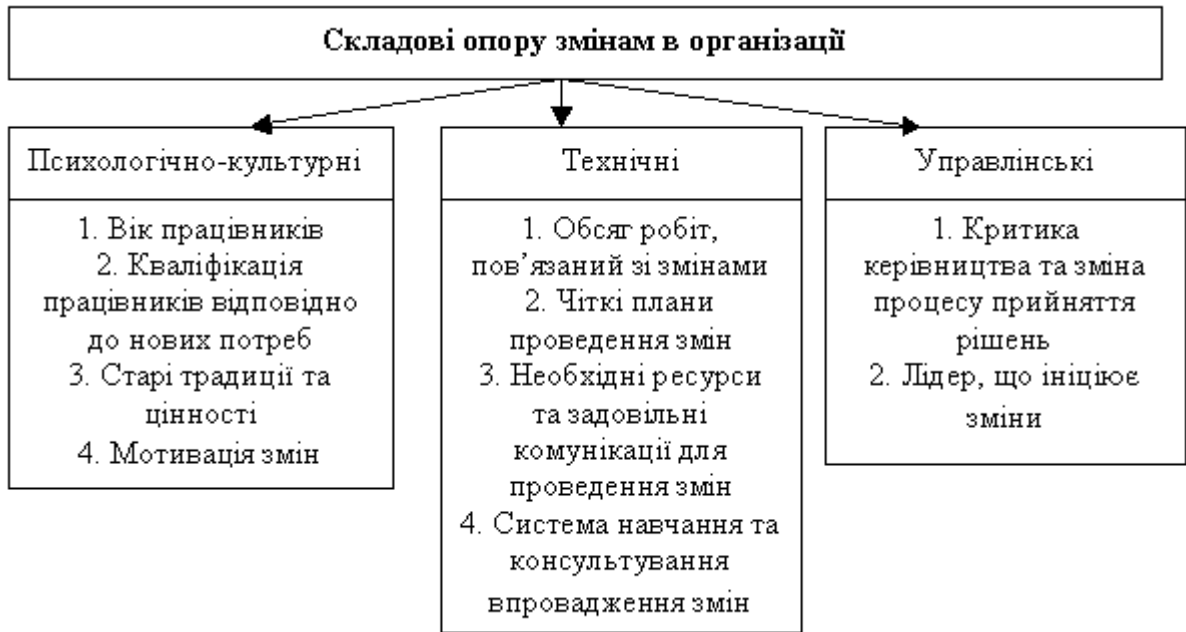 Складові опору змінам в організації
Психологічно-культурні
1. Вік працівників
2. Кваліфікація
працівників відповідно
до нових потреб
3. Старі традиції та
цінності
4. Мотивація змін
Технічні
1. Обсяг робіт,
пов’язаний зі змінами
2. Чіткі плани
проведення змін
3. Необхідні ресурси
та задовільні
комунікації для
проведення змін
4. Система навчання та
консультування
впровадження змін
Управлінські
1. Критика
керівництва та зміна
процесу прийняття
рішень
2. Лідер, що ініціює
зміни